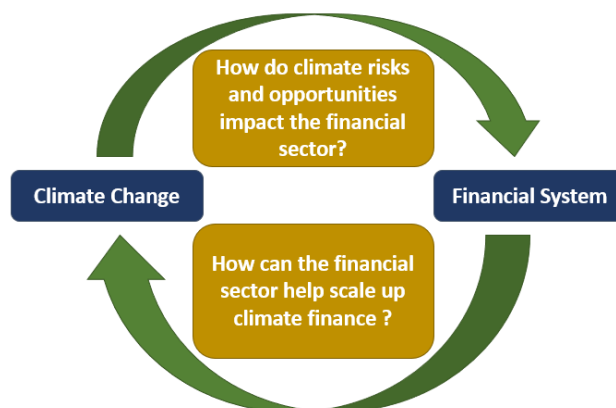 How do climate risks
and opportunities
impact the financial
sector?
Climate Change
Financial System
How can the financial
sector help scale up
climate finance ?